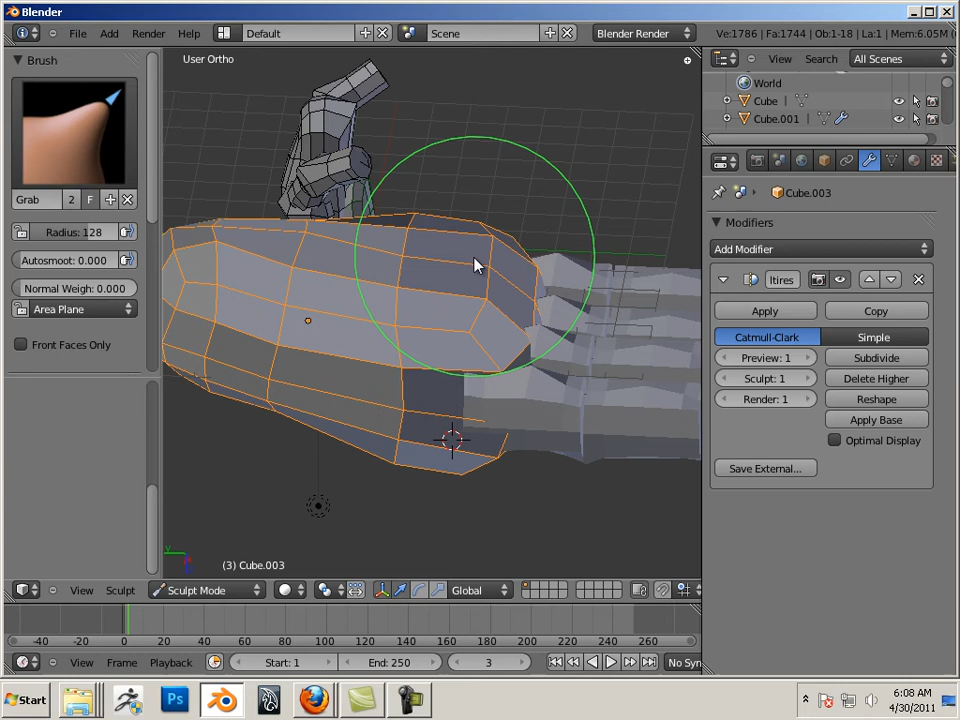 Blender
File Add Render Help Default Scene Blender Render Ve:1786 | Fa:1744 | Ob:1-18 | La:1 | Mem:6.05M (
Brush
User Ortho
View Search All Scenes
World
Cube
Cube.001
Grab 2 F
Cube.003
Radius: 128
Modifiers
Autosmoot: 0.000
Add Modifier
Normal Weigh: 0.000
ltires
Area Plane
Apply Copy
Front Faces Only
Catmull-Clark Simple
Preview: 1 Subdivide
Sculpt: 1 Delete Higher
Render: 1 Reshape
Apply Base
Optimal Display
Save External...
y
(3) Cube.003
View Sculpt Sculpt Mode Global
-40 -20 0 20 40 60 80 100 120 140 160 180 200 220 240 260
View Frame Playback Start: 1 End: 250 3 No Syn
Start Ps 6:08 AM
4/30/2011